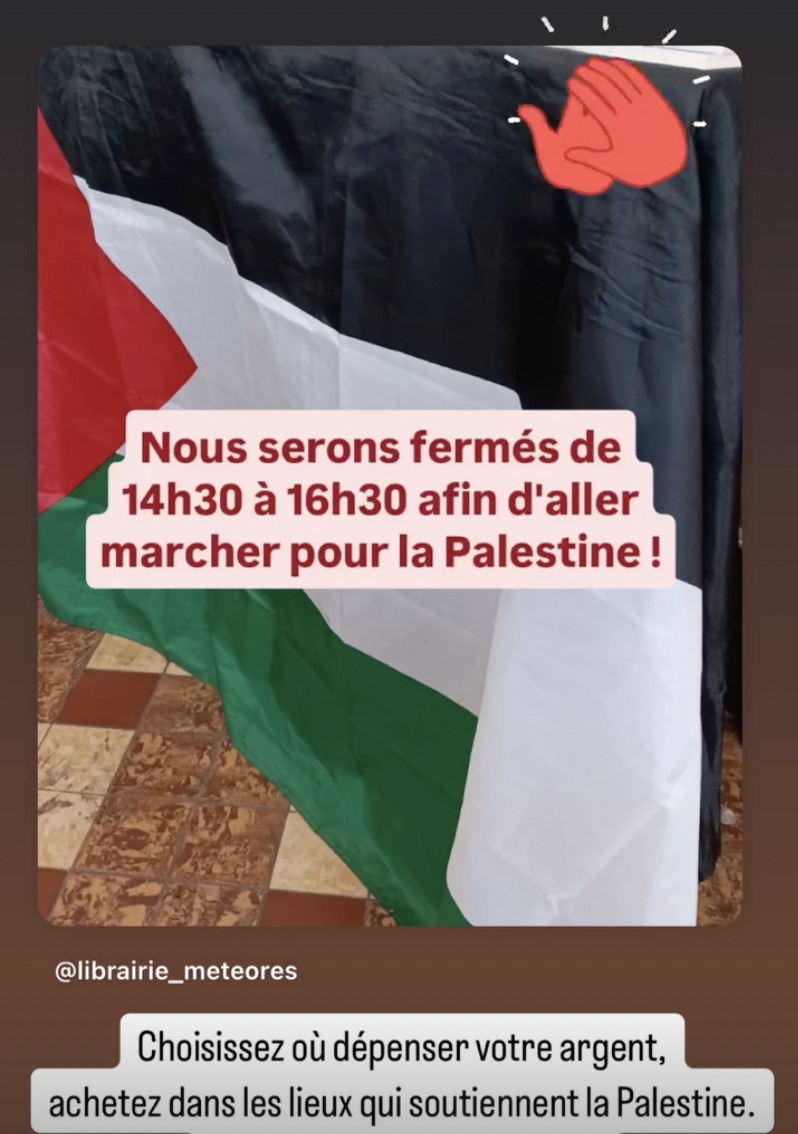 Nous serons fermés de
14h30 à 16h30 afin d'aller
marcher pour la Palestine !
@librairie_meteores
Choisissez où dépenser votre argent,
achetez dans les lieux qui soutiennent la Palestine.